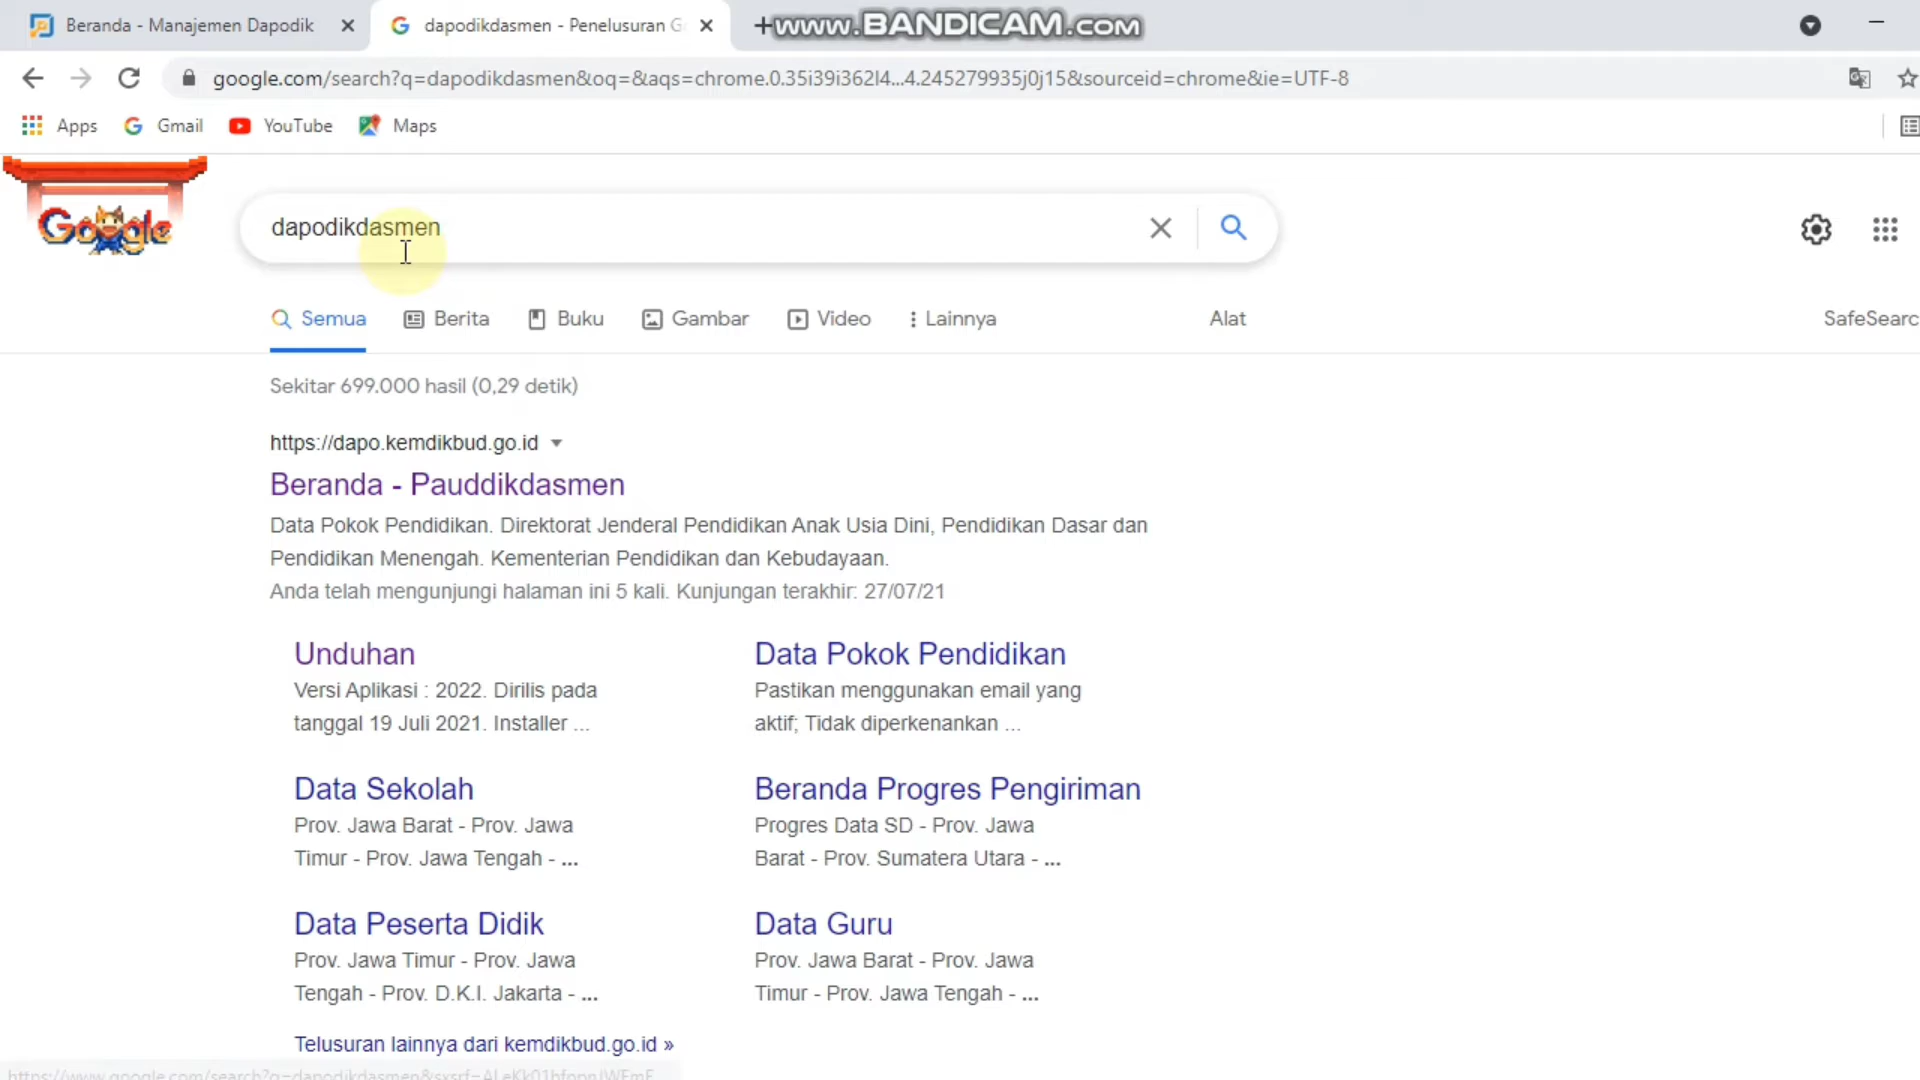 Beranda - Manajemen Dapodik
dapodikdasmen - Penelusuran G
www.BANDICAM.com
google.com/search?q=dapodikdasmen&oq=&aqs=chrome.0.35i39i362l4...4.245279935j0j15&sourceid=chrome&ie=UTF-8
Apps
Gmail
YouTube
Maps
Google
dapodikdasmen
Semua
Berita
Buku
Gambar
Video
Lainnya
Alat
SafeSearc
Sekitar 699.000 hasil (0,29 detik)
https://dapo.kemdikbud.go.id
Beranda - Pauddikdasmen
Data Pokok Pendidikan. Direktorat Jenderal Pendidikan Anak Usia Dini, Pendidikan Dasar dan
Pendidikan Menengah. Kementerian Pendidikan dan Kebudayaan.
Anda telah mengunjungi halaman ini 5 kali. Kunjungan terakhir: 27/07/21
Unduhan
Versi Aplikasi : 2022. Dirilis pada
tanggal 19 Juli 2021. Installer ...
Data Pokok Pendidikan
Pastikan menggunakan email yang
aktif; Tidak diperkenankan ...
Data Sekolah
Prov. Jawa Barat - Prov. Jawa
Timur - Prov. Jawa Tengah - ...
Beranda Progres Pengiriman
Progres Data SD - Prov. Jawa
Barat - Prov. Sumatera Utara - ...
Data Peserta Didik
Prov. Jawa Timur - Prov. Jawa
Tengah - Prov. D.K.I. Jakarta - ...
Data Guru
Prov. Jawa Barat - Prov. Jawa
Timur - Prov. Jawa Tengah - ...
Telusuran lainnya dari kemdikbud.go.id »